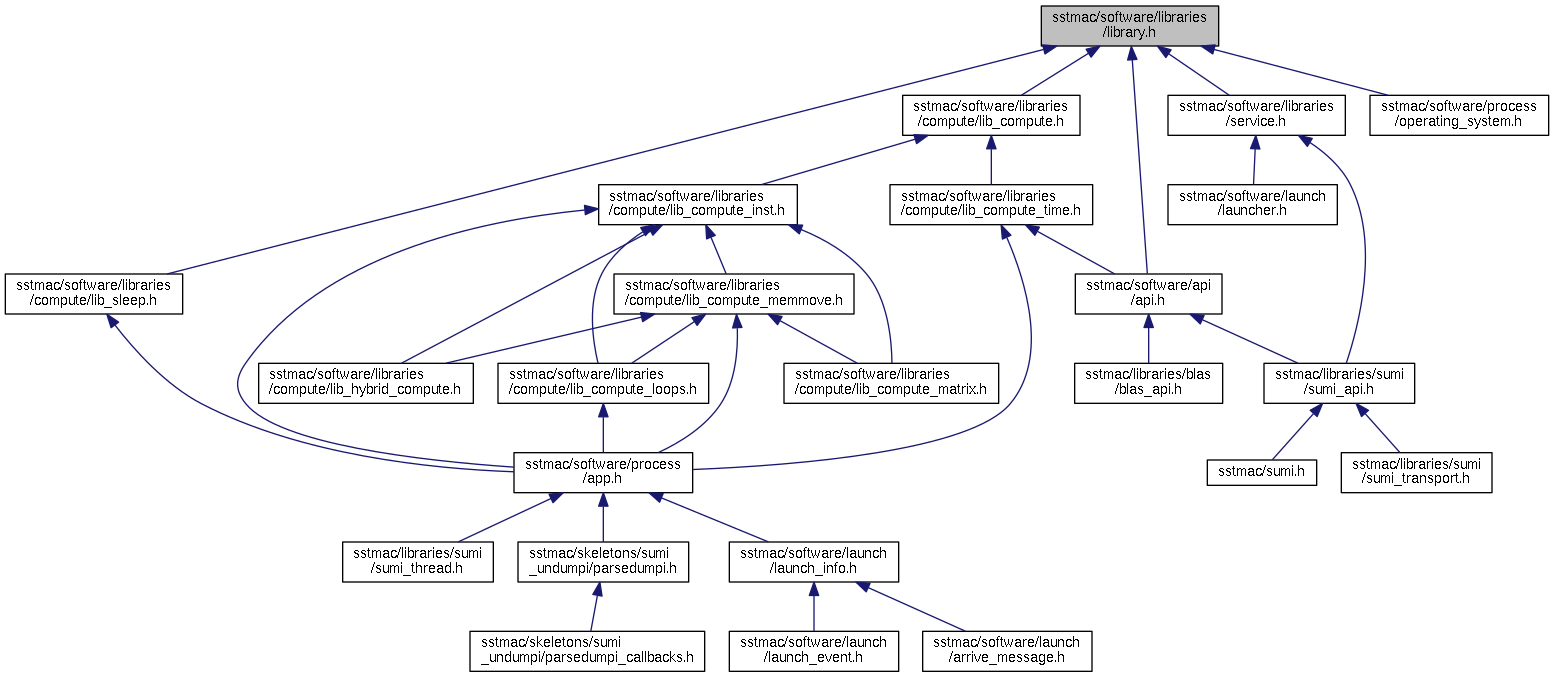 sstmac/software/libraries
/library.h
sstmac/software/libraries
/compute/lib_compute.h
sstmac/software/libraries
/service.h
sstmac/software/process
/operating_system.h
sstmac/software/libraries
/compute/lib_compute_inst.h
sstmac/software/libraries
/compute/lib_compute_time.h
sstmac/software/launch
/launcher.h
sstmac/software/libraries
/compute/lib_sleep.h
sstmac/software/libraries
/compute/lib_compute_memmove.h
sstmac/software/api
/api.h
sstmac/software/libraries
/compute/lib_hybrid_compute.h
sstmac/software/libraries
/compute/lib_compute_loops.h
sstmac/software/libraries
/compute/lib_compute_matrix.h
sstmac/libraries/blas
/blas_api.h
sstmac/libraries/sumi
/sumi_api.h
sstmac/software/process
/app.h
sstmac/sumi.h
sstmac/libraries/sumi
/sumi_transport.h
sstmac/libraries/sumi
/sumi_thread.h
sstmac/skeletons/sumi
_undumpi/parsedumpi.h
sstmac/software/launch
/launch_info.h
sstmac/skeletons/sumi
_undumpi/parsedumpi_callbacks.h
sstmac/software/launch
/launch_event.h
sstmac/software/launch
/arrive_message.h